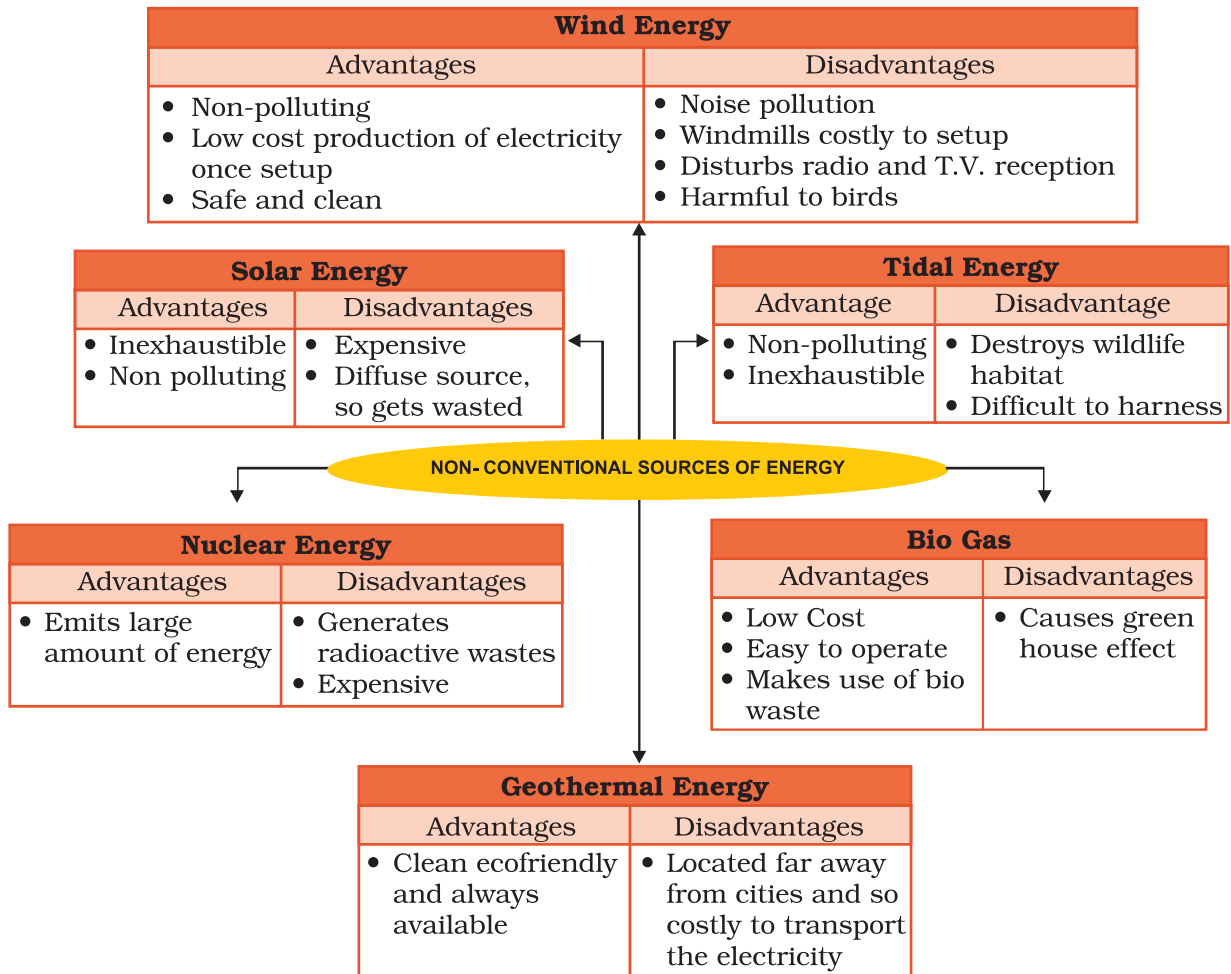 Wind Energy
Advantages
Disadvantages
• Non-polluting
• Low cost production of electricity
once setup
• Safe and clean
• Noise pollution
• Windmills costly to setup
• Disturbs radio and T.V. reception
• Harmful to birds
Solar Energy
Advantages
Disadvantages
• Inexhaustible
• Non polluting
• Expensive
• Diffuse source,
so gets wasted
Tidal Energy
Advantage
Disadvantage
• Non-polluting
• Inexhaustible
• Destroys wildlife
habitat
• Difficult to harness
NON- CONVENTIONAL SOURCES OF ENERGY
Nuclear Energy
Advantages
Disadvantages
• Emits large
amount of energy
• Generates
radioactive wastes
• Expensive
Bio Gas
Advantages
Disadvantages
• Low Cost
• Easy to operate
• Makes use of bio
waste
• Causes green
house effect
Geothermal Energy
Advantages
Disadvantages
• Clean ecofriendly
and always
available
• Located far away
from cities and so
costly to transport
the electricity